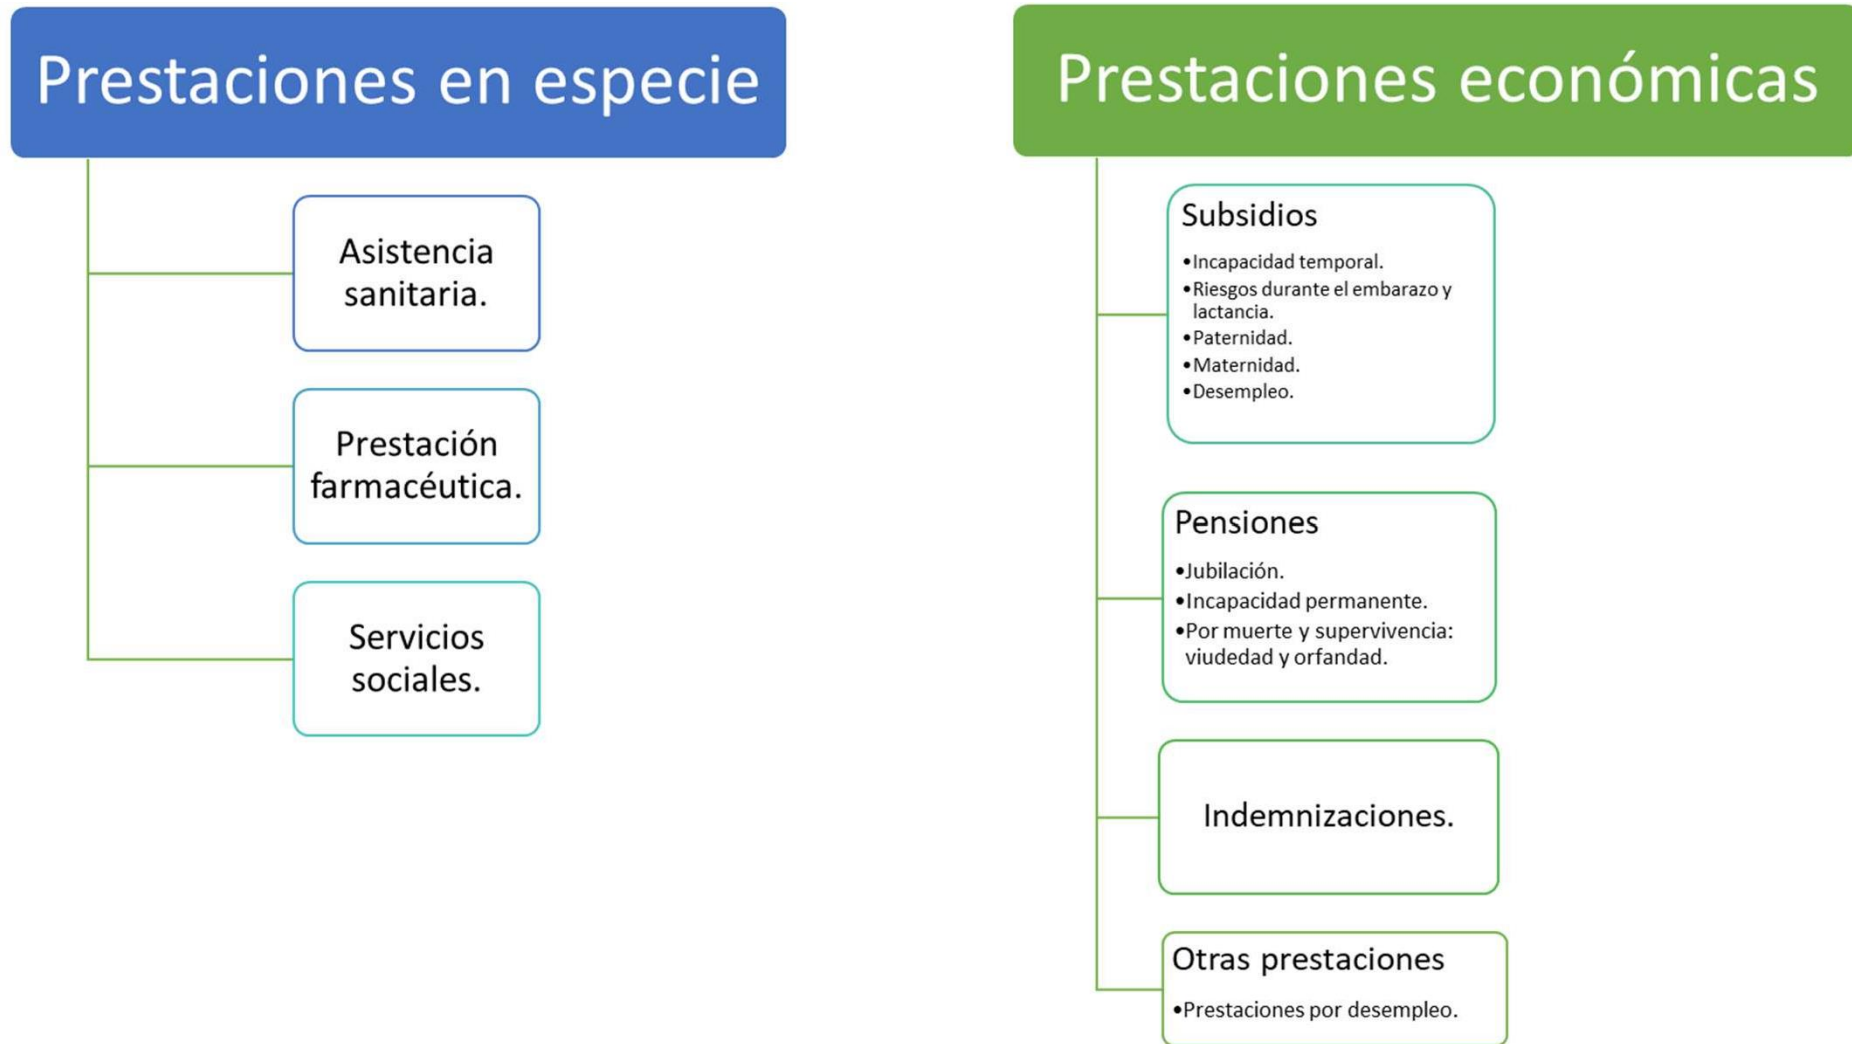 Prestaciones en especie
Asistencia
sanitaria.
Prestación
farmacéutica.
Servicios
sociales.
Prestaciones económicas
Subsidios
•Incapacidad temporal.
•Riesgos durante el embarazo y
lactancia.
•Paternidad.
•Maternidad.
•Desempleo.
Pensiones
•Jubilación.
•Incapacidad permanente.
•Por muerte y supervivencia:
viudedad y orfandad.
Indemnizaciones.
Otras prestaciones
•Prestaciones por desempleo.